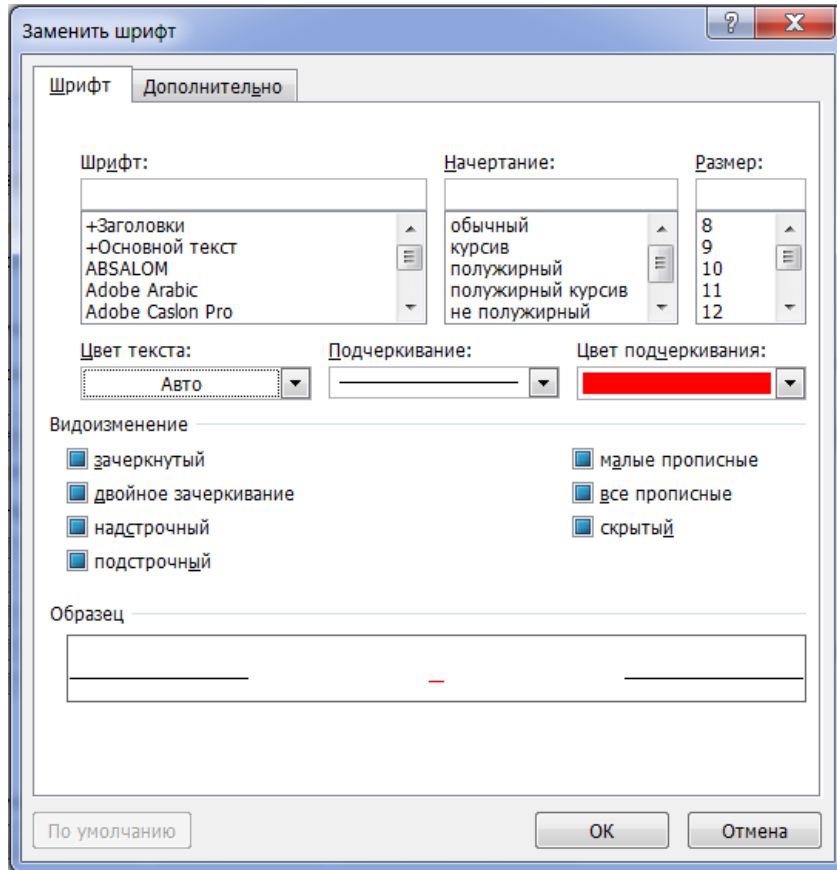 Заменить шрифт
Шрифт Дополнительно
Шрифт: Начертание: Размер:
+Заголовки обычный 8
+Основной текст курсив 9
ABSALOM полужирный 10
Adobe Arabic полужирный курсив 11
Adobe Caslon Pro не полужирный 12
Цвет текста: Подчеркивание: Цвет подчеркивания:
Авто
Видоизменение
зачеркнутый малые прописные
двойное зачеркивание все прописные
надстрочный скрытый
подстрочный
Образец
По умолчанию ОК Отмена